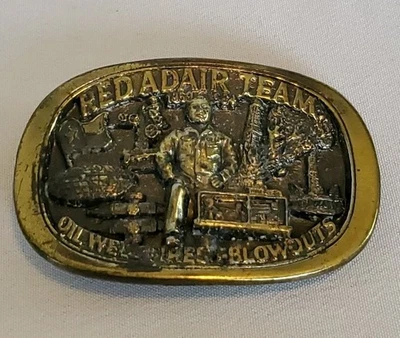 RED ADAIR TEAM
OIL WELL FIRES - BLOWOUTS